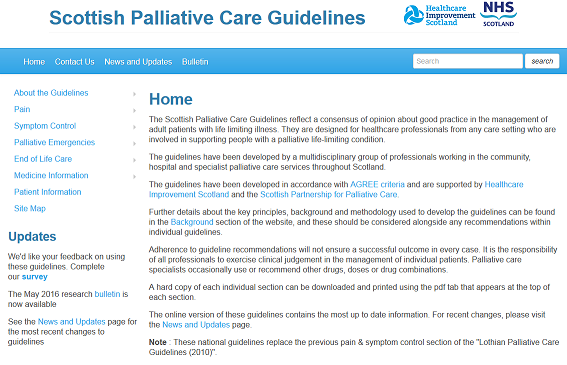 Scottish Palliative Care Guidelines
Healthcare
Improvement
Scotland
NHS
SCOTLAND
Home Contact Us News and Updates Bulletin
Search search
About the Guidelines
Pain
Symptom Control
Palliative Emergencies
End of Life Care
Medicine Information
Patient Information
Site Map
Updates
We'd like your feedback on using
these guidelines. Complete
our survey
The May 2016 research bulletin is
now available
See the News and Updates page for
the most recent changes to
guidelines
Home
The Scottish Palliative Care Guidelines reflect a consensus of opinion about good practice in the management of
adult patients with life limiting illness. They are designed for healthcare professionals from any care setting who are
involved in supporting people with a palliative life-limiting condition.
The guidelines have been developed by a multidisciplinary group of professionals working in the community,
hospital and specialist palliative care services throughout Scotland.
The guidelines have been developed in accordance with AGREE criteria and are supported by Healthcare
Improvement Scotland and the Scottish Partnership for Palliative Care.
Further details about the key principles, background and methodology used to develop the guidelines can be found
in the Background section of the website, and these should be considered alongside any recommendations within
individual guidelines.
Adherence to guideline recommendations will not ensure a successful outcome in every case. It is the responsibility
of all professionals to exercise clinical judgement in the management of individual patients. Palliative care
specialists occasionally use or recommend other drugs, doses or drug combinations.
A hard copy of each individual section can be downloaded and printed using the pdf tab that appears at the top of
each section.
The online version of these guidelines contains the most up to date information. For recent changes, please visit
the News and Updates page.
Note : These national guidelines replace the previous pain & symptom control section of the "Lothian Palliative Care
Guidelines (2010)".